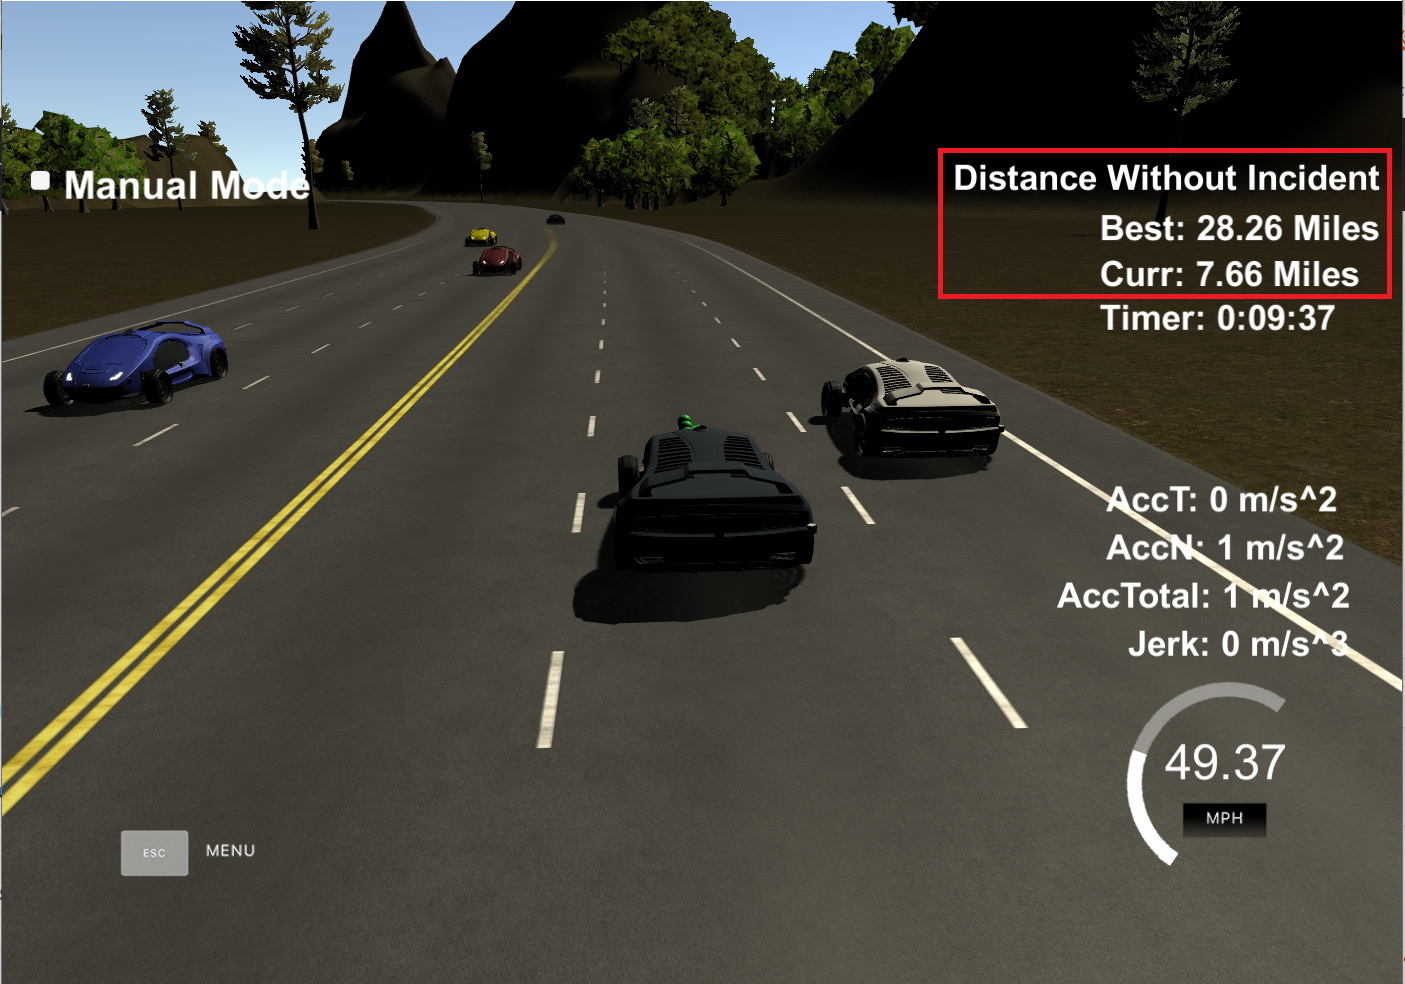 Manual Mode
Distance Without Incident
Best: 28.26 Miles
Curr: 7.66 Miles
Timer: 0:09:37
AccT: 0 m/s^2
AccN: 1 m/s^2
AccTotal: 1 m/s^2
Jerk: 0 m/s^3
49.37
MPH
ESC MENU